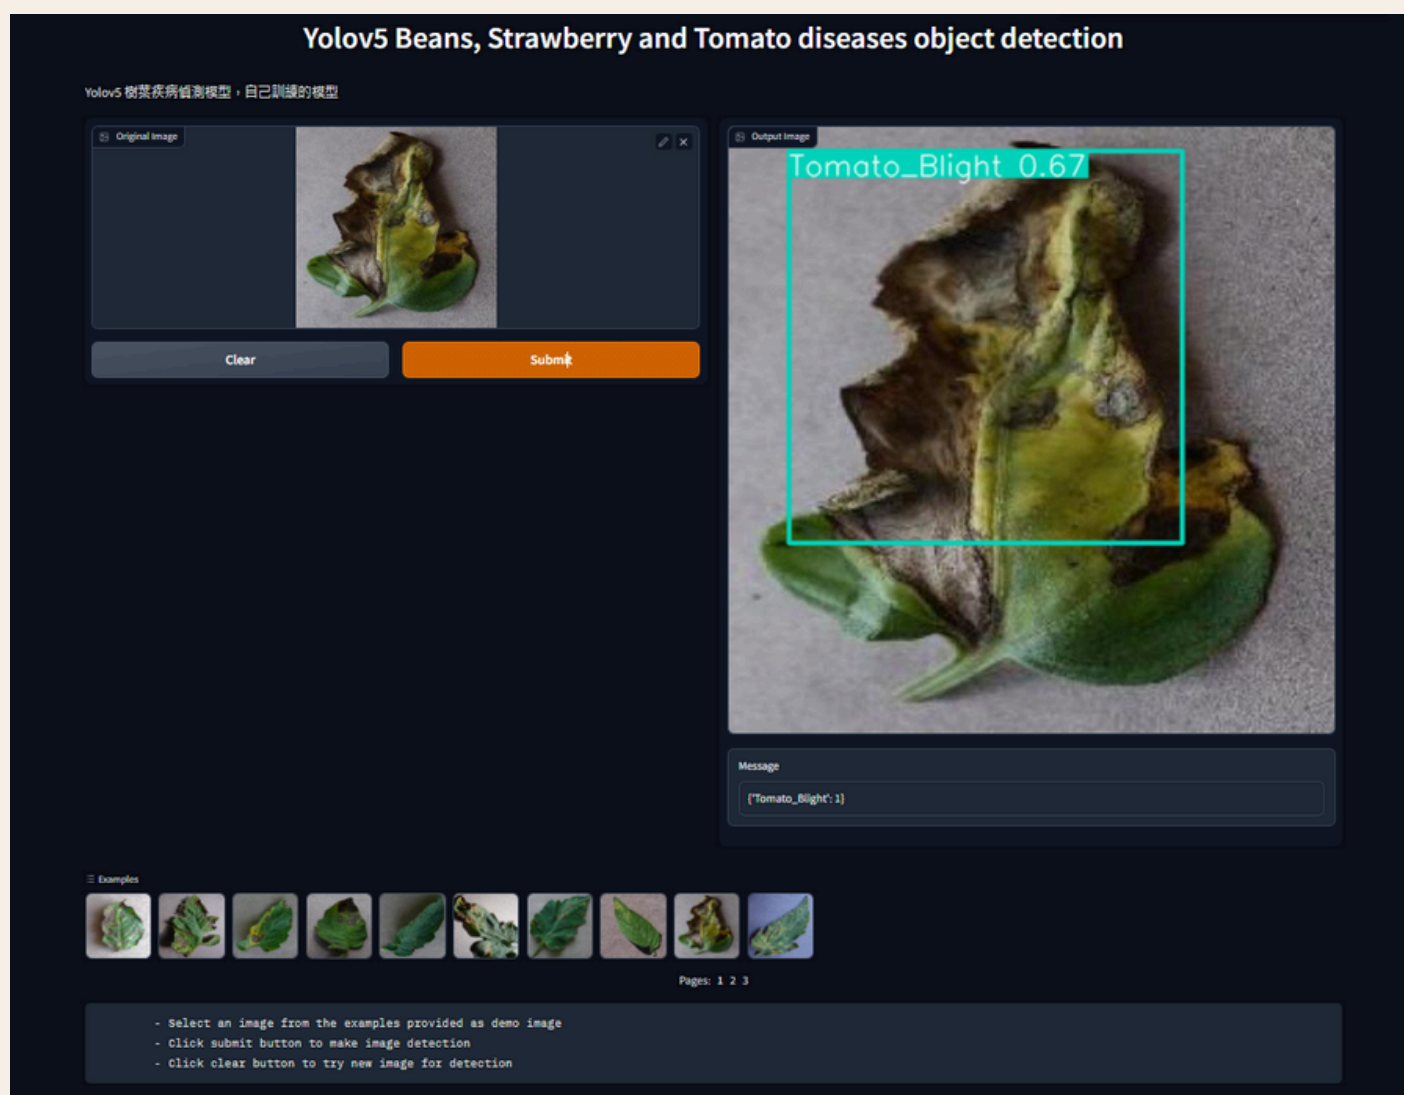 Yolov5 Beans, Strawberry and Tomato diseases object detection
Yolov5 樹葉疾病偵測模型，自己訓練的模型
Original Image
Clear
Submit
Output Image
Tomato_Blight 0.67
Message
{'Tomato_Blight': 1}
Examples
Pages: 1 2 3
- Select an image from the examples provided as demo image
- Click submit button to make image detection
- Click clear button to try new image for detection